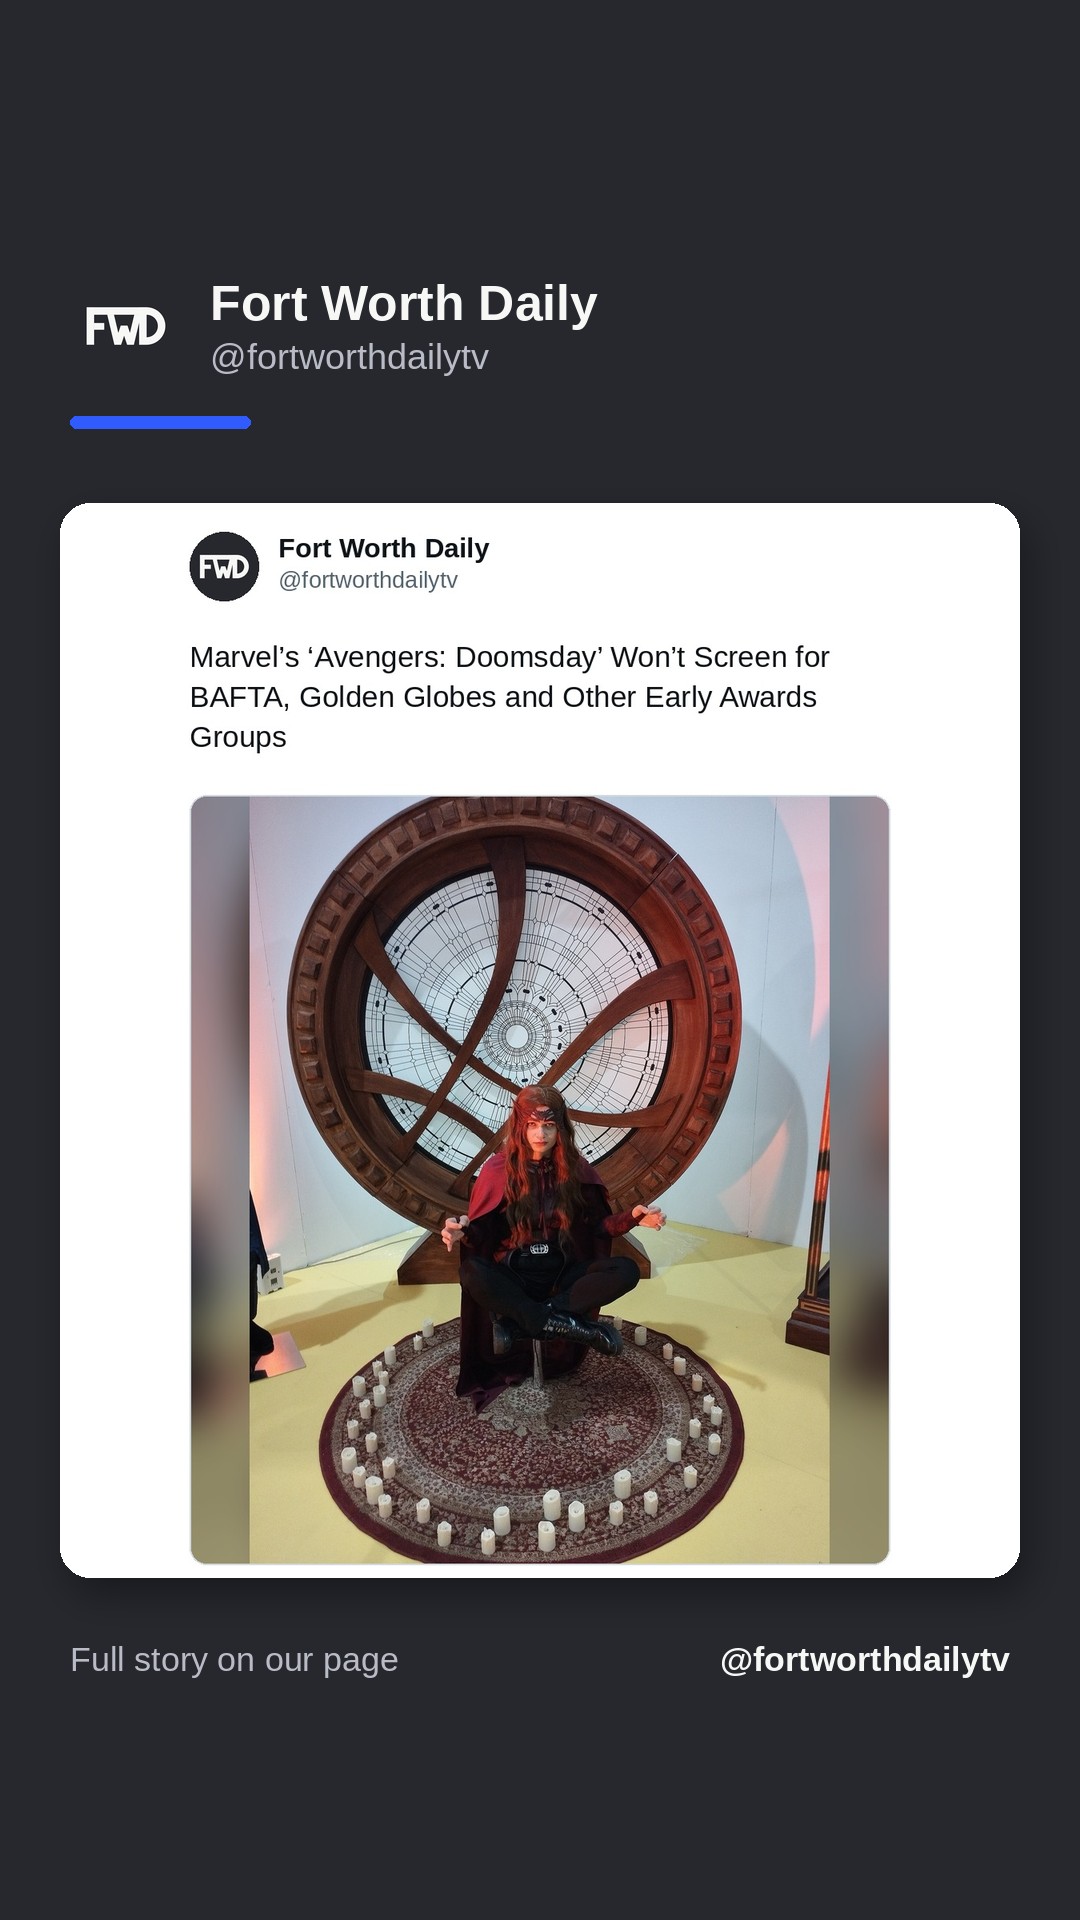 FWD
Fort Worth Daily
@fortworthdailytv
FWD
Fort Worth Daily
@fortworthdailytv
Marvel’s ‘Avengers: Doomsday’ Won’t Screen for
BAFTA, Golden Globes and Other Early Awards
Groups
Full story on our page
@fortworthdailytv